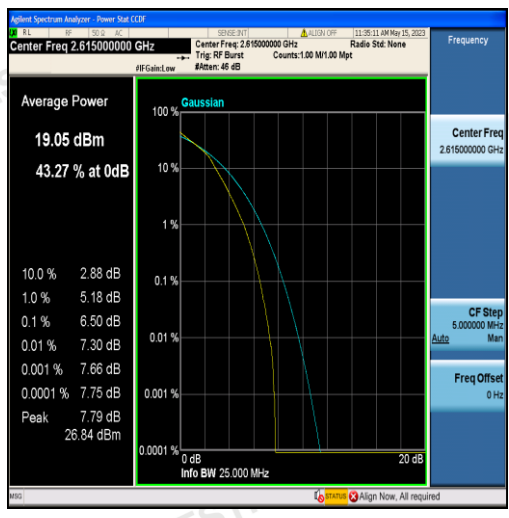 Agilent Spectrum Analyzer - Power Stat CCDF
RL RF 50 Ω AC SENSE:INT ALIGN OFF 11:35:11 AM May 15, 2023
Center Freq 2.615000000 GHz
Center Freq: 2.615000000 GHz Radio Std: None
Trig: RF Burst Counts:1.00 M/1.00 Mpt
#IFGain:Low #Atten: 46 dB
Frequency
Average Power
19.05 dBm
43.27 % at 0dB
10.0 % 2.88 dB
1.0 % 5.18 dB
0.1 % 6.50 dB
0.01 % 7.30 dB
0.001 % 7.66 dB
0.0001 % 7.75 dB
Peak 7.79 dB
26.84 dBm
Gaussian
100 %
10 %
1 %
0.1 %
0.01 %
0.001 %
0.0001 %
0 dB 20 dB
Info BW 25.000 MHz
Center Freq
2.615000000 GHz
CF Step
5.000000 MHz
Auto Man
Freq Offset
0 Hz
MSG STATUS Align Now, All required